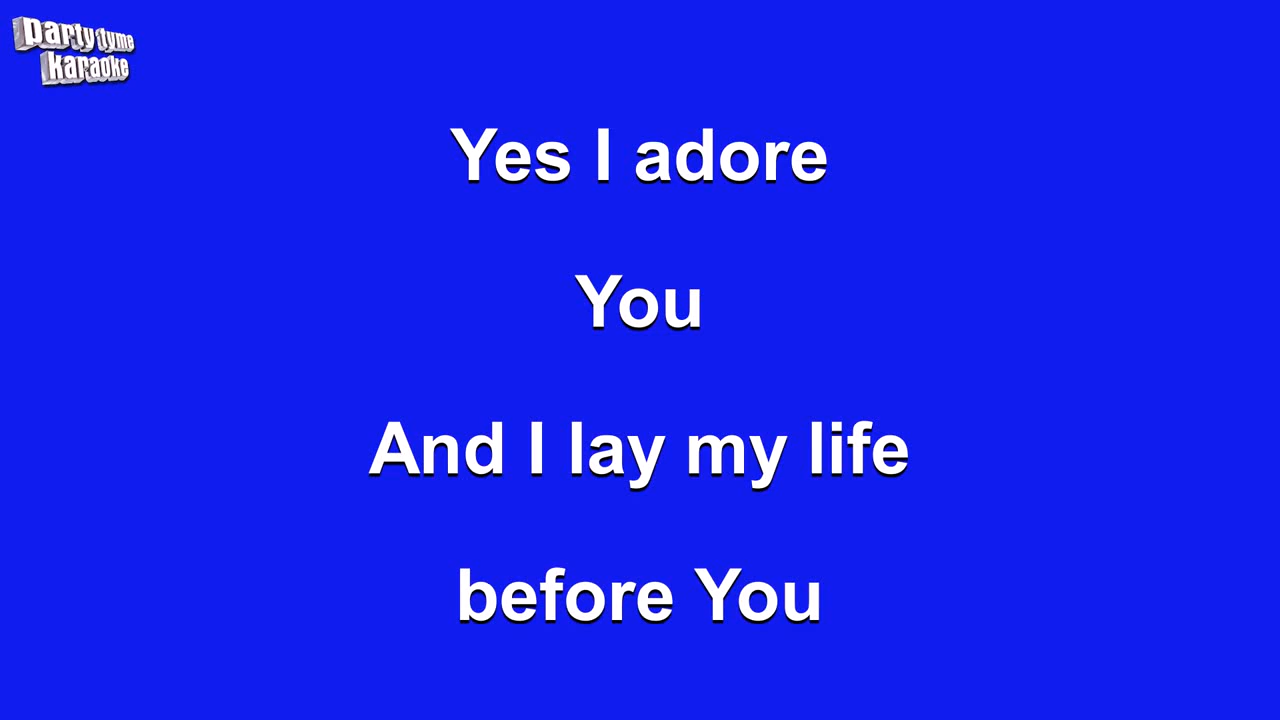 party tyme
karaoke
Yes I adore
You
And I lay my life
before You